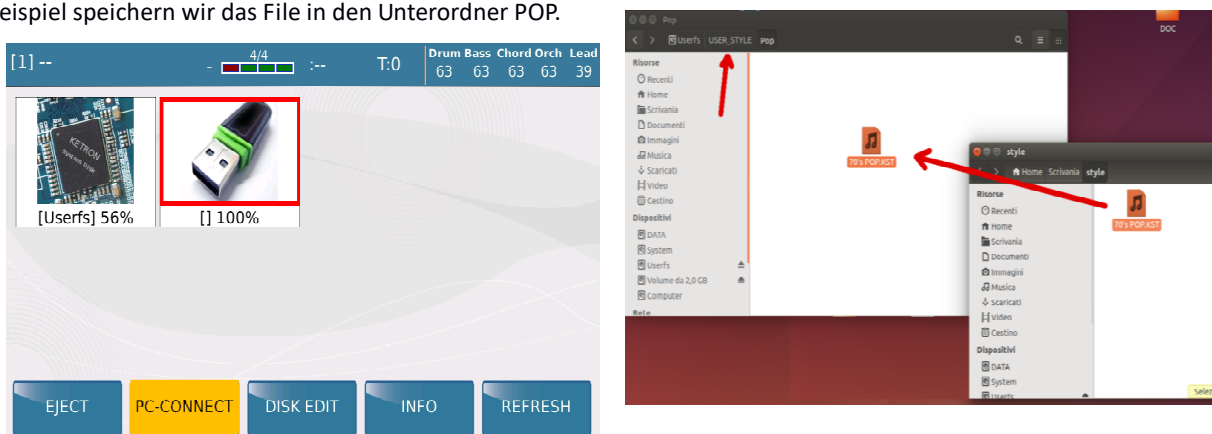 eispiel speichern wir das File in den Unterordner POP.
[1] --
- 4/4 :--
T:0
Drum Bass Chord Orch Lead
63 63 63 63 39
KETRON
SYSTEM DISK
[Userfs] 56%
[] 100%
EJECT
PC-CONNECT
DISK EDIT
INFO
REFRESH
Pop
Userfs USER_STYLE Pop
Risorse
Recenti
Home
Scrivania
Documenti
Immagini
Musica
Scaricati
Video
Cestino
Dispositivi
DATA
System
Userfs
Volume da 2,0 GB
Computer
Rete
70's POP.KST
DOC
style
Home Scrivania style
Risorse
Recenti
Home
Scrivania
Documenti
Immagini
Musica
Scaricati
Video
Cestino
Dispositivi
DATA
System
Userfs
70's POP.KST
Selez